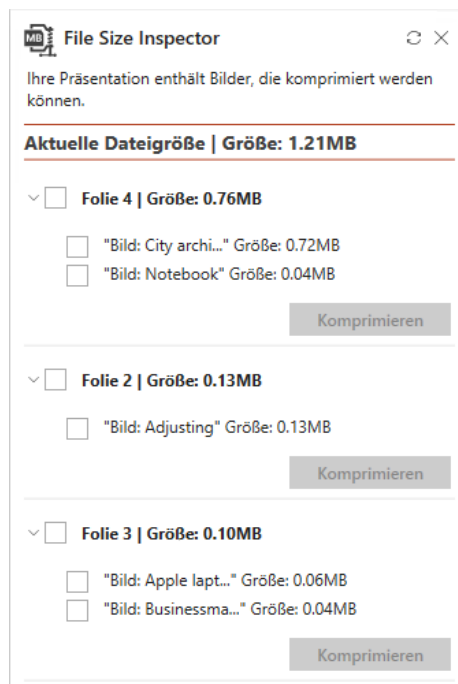 MB
File Size Inspector
Ihre Präsentation enthält Bilder, die komprimiert werden
können.
Aktuelle Dateigröße | Größe: 1.21MB
Folie 4 | Größe: 0.76MB
"Bild: City archi..." Größe: 0.72MB
"Bild: Notebook" Größe: 0.04MB
Komprimieren
Folie 2 | Größe: 0.13MB
"Bild: Adjusting" Größe: 0.13MB
Komprimieren
Folie 3 | Größe: 0.10MB
"Bild: Apple lapt..." Größe: 0.06MB
"Bild: Businessma..." Größe: 0.04MB
Komprimieren